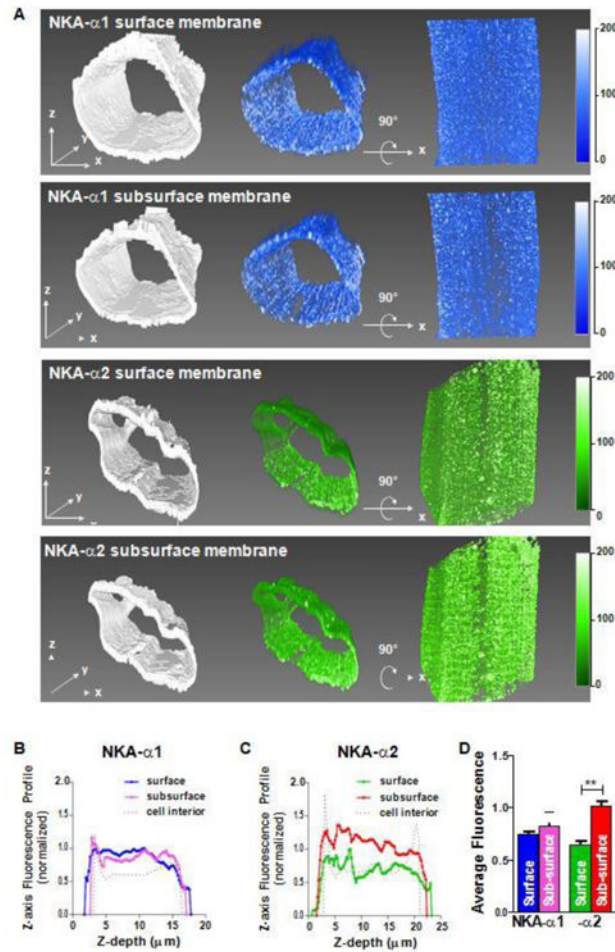 A
NKA-α1 surface membrane
z
y
x
90°
x
200
100
0
NKA-α1 subsurface membrane
z
y
x
90°
x
200
100
0
NKA-α2 surface membrane
z
y
90°
x
200
100
0
NKA-α2 subsurface membrane
z
y
x
90°
x
200
100
0
B
NKA-α1
Z-axis Fluorescence Profile
(normalized)
2.0
1.5
1.0
0.5
0.0
surface
subsurface
cell interior
0 5 10 15 20
Z-depth (μm)
C
NKA-α2
Z-axis Fluorescence Profile
(normalized)
2.0
1.5
1.0
0.5
0.0
surface
subsurface
cell interior
0 5 10 15 20 25
Z-depth (μm)
D
Average Fluorescence
1.5
1.0
0.5
0.0
**
Surface
Sub-surface
Surface
Sub-surface
NKA-α1 -α2